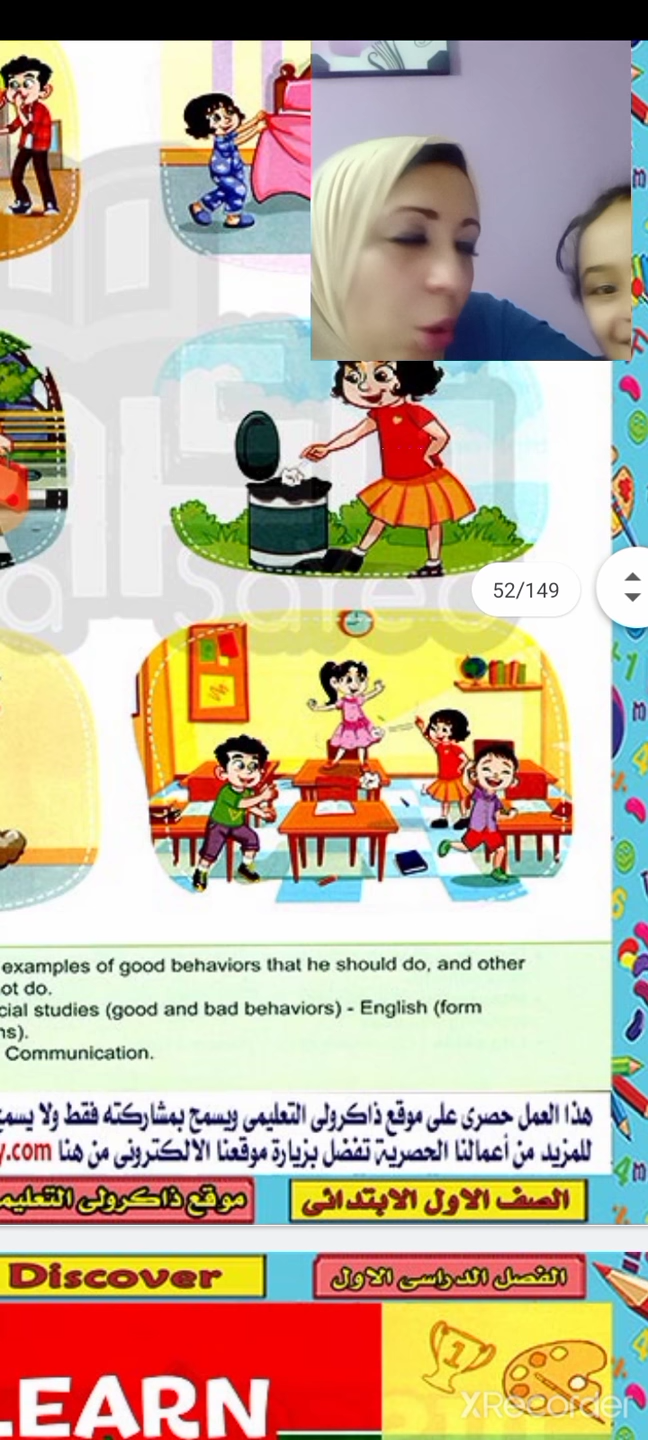 52/149
examples of good behaviors that he should do, and other
ot do.
cial studies (good and bad behaviors) - English (form
ns).
Communication.
هذا العمل حصرى على موقع ذاكرولى التعليمى ويسمح بمشاركته فقط ولا يسمح
للمزيد من أعمالنا الحصرية تفضل بزيارة موقعنا الالكترونى من هنا y.com
الصف الاول الابتدائى
موقع ذاكرولى التعليم
Discover
الفصل الدراسى الاول
LEARN
1
XRecorder